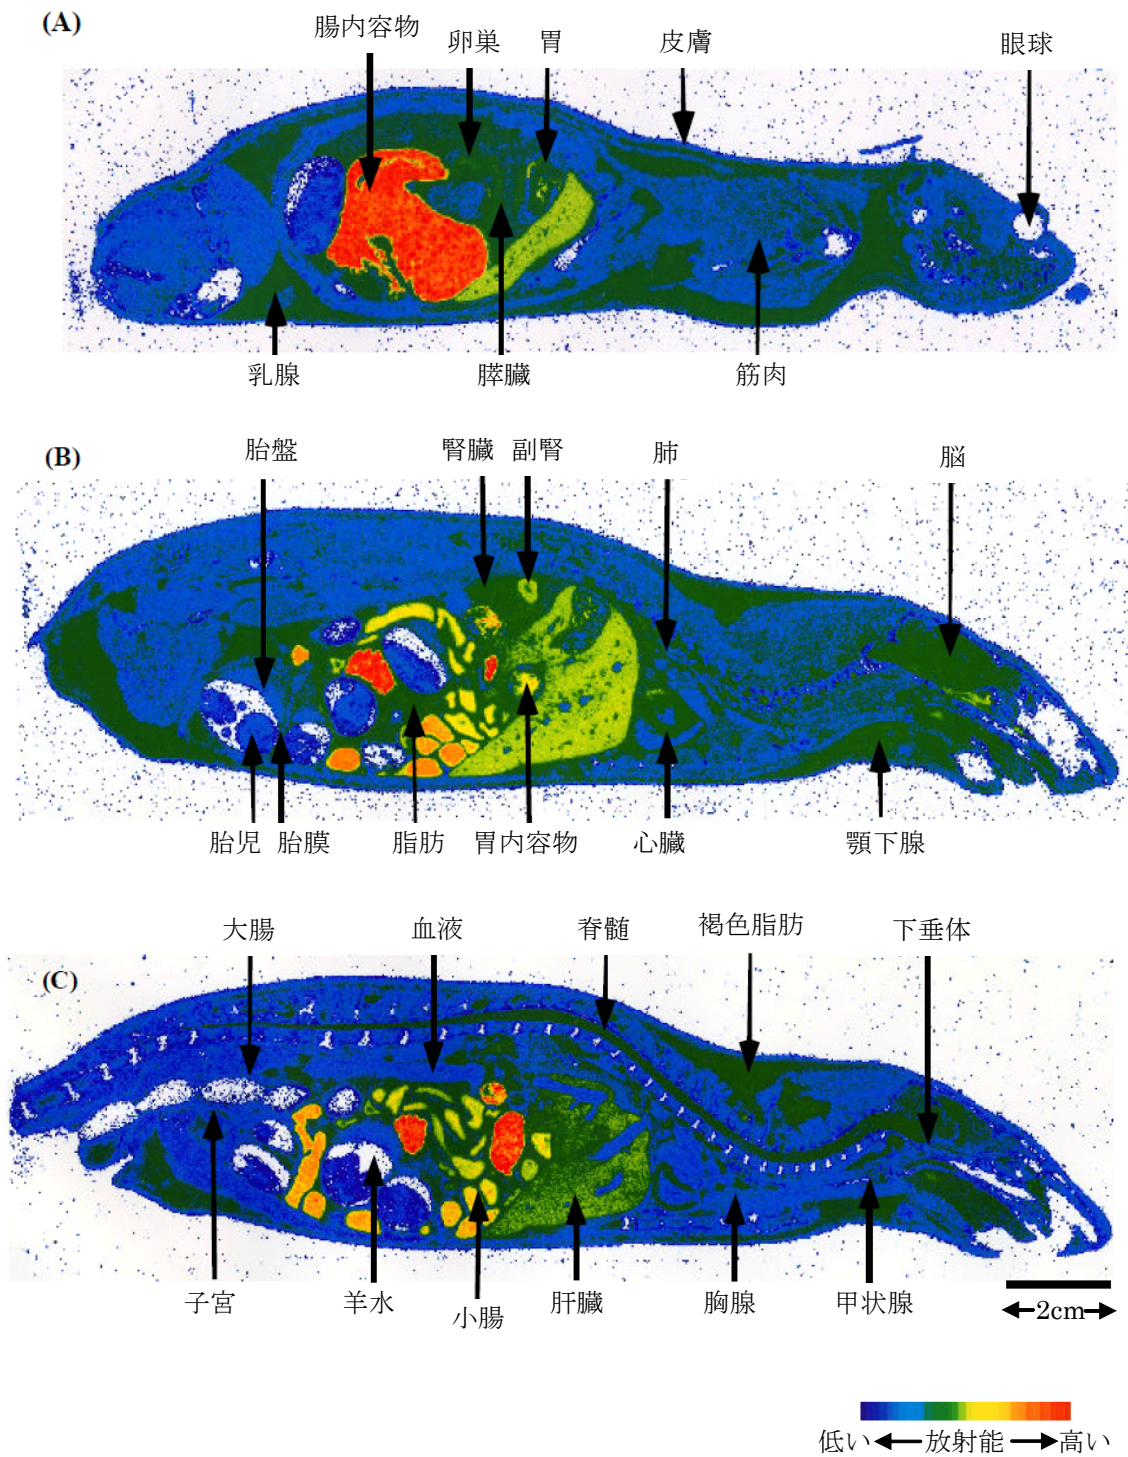 (A)
腸内容物
卵巣
胃
皮膚
眼球
乳腺
膵臓
筋肉
(B)
胎盤
腎臓
副腎
肺
脳
胎児
胎膜
脂肪
胃内容物
心臓
顎下腺
(C)
大腸
血液
脊髄
褐色脂肪
下垂体
子宮
羊水
小腸
肝臓
胸腺
甲状腺
2cm
低い 放射能 高い